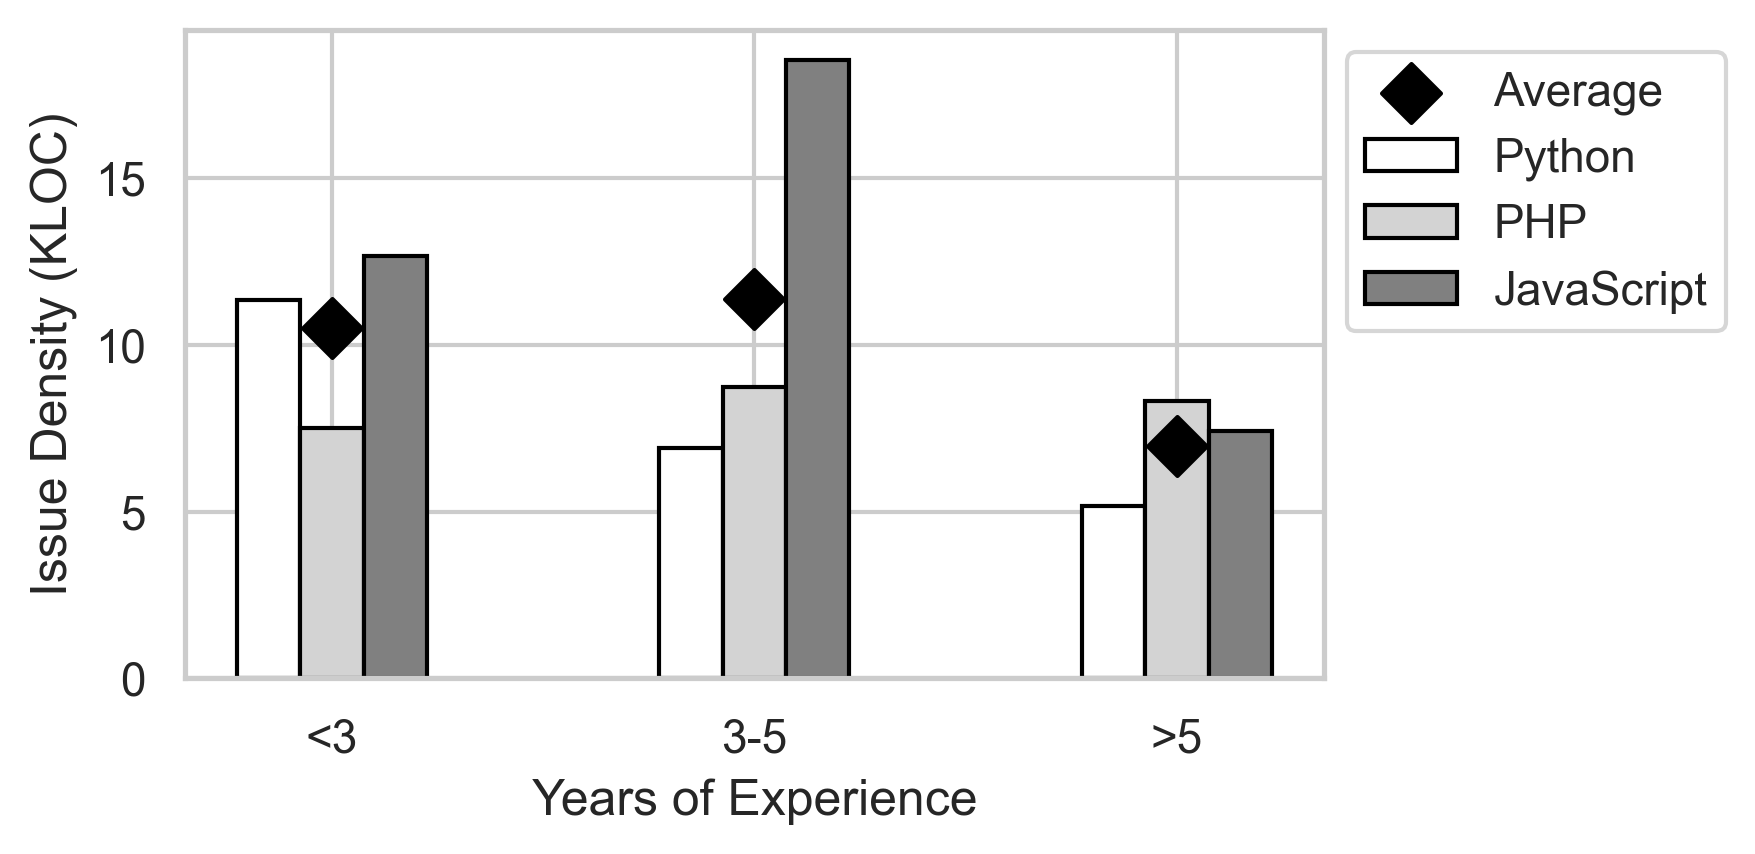 Issue Density (KLOC)
15
10
5
0
<3
3-5
>5
Years of Experience
Average
Python
PHP
JavaScript